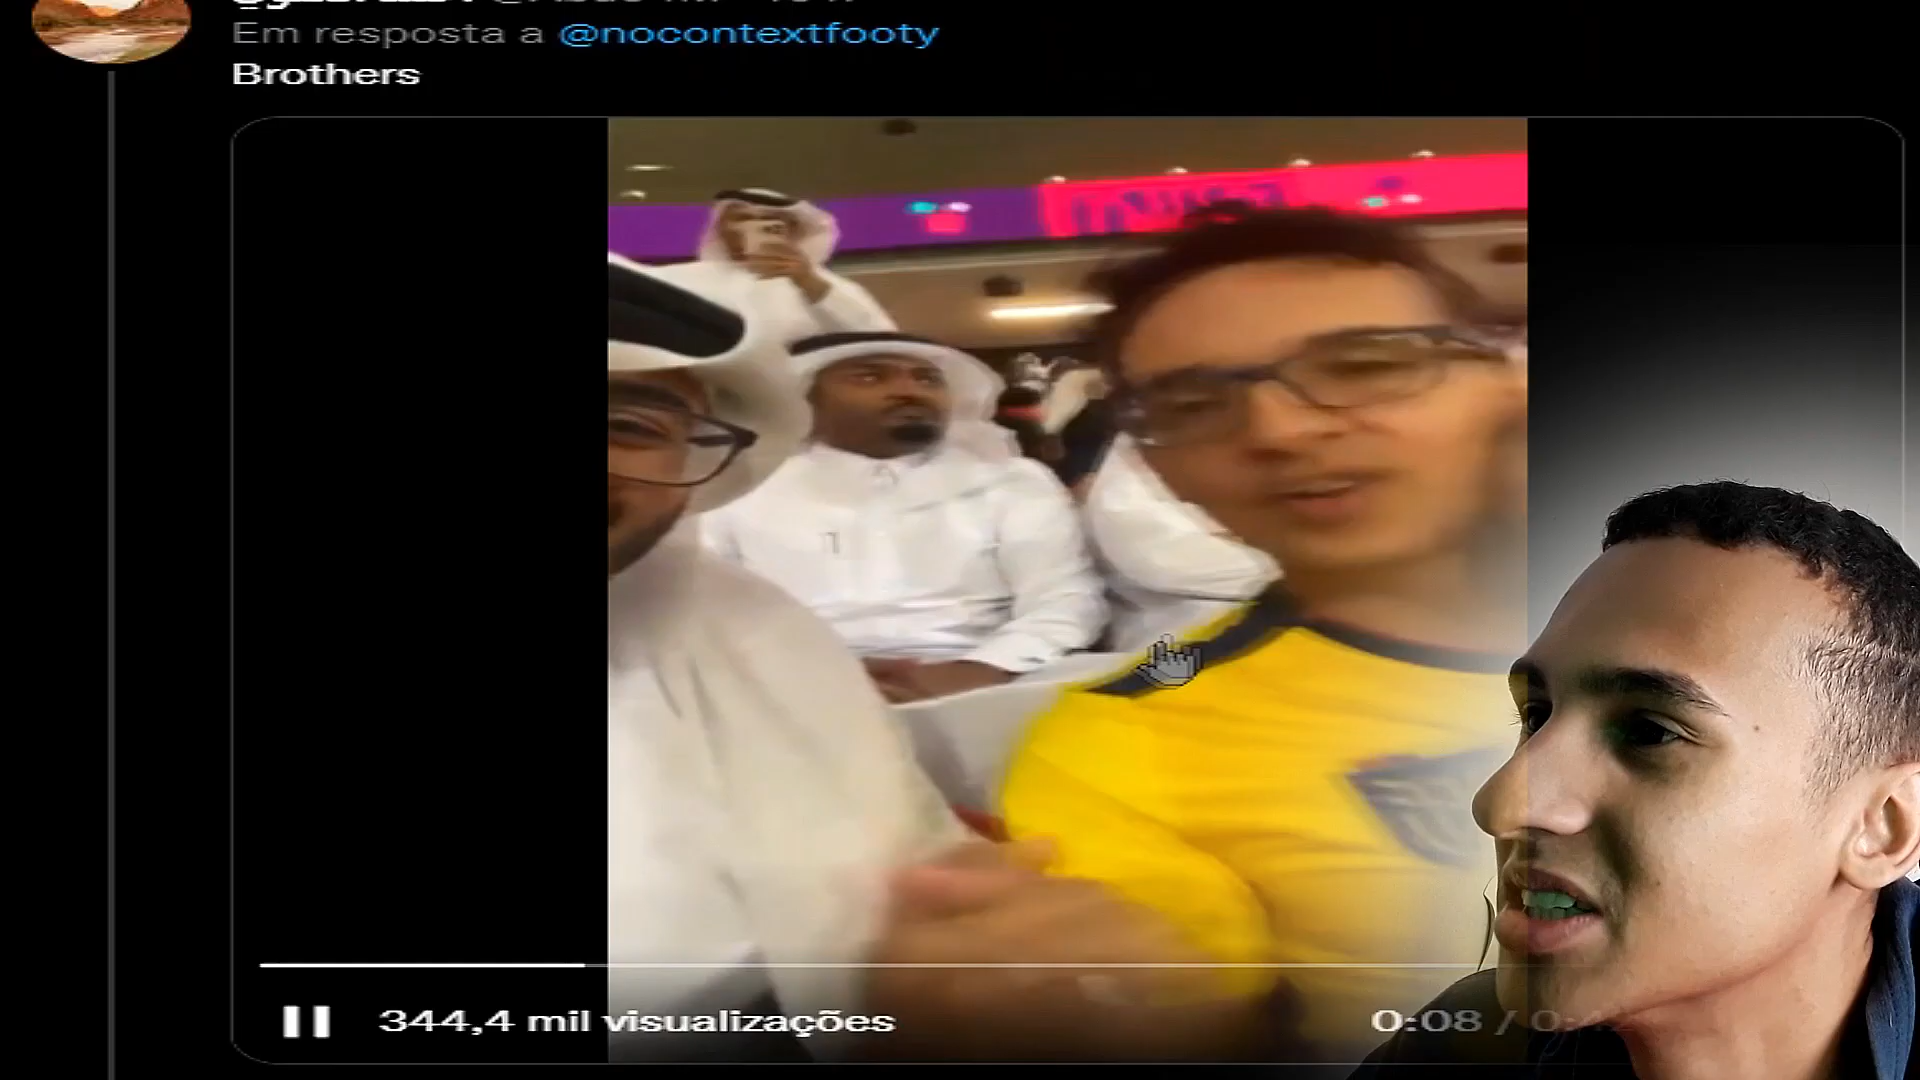 Em resposta a @nocontextfooty
Brothers
344,4 mil visualizações
0:08 /